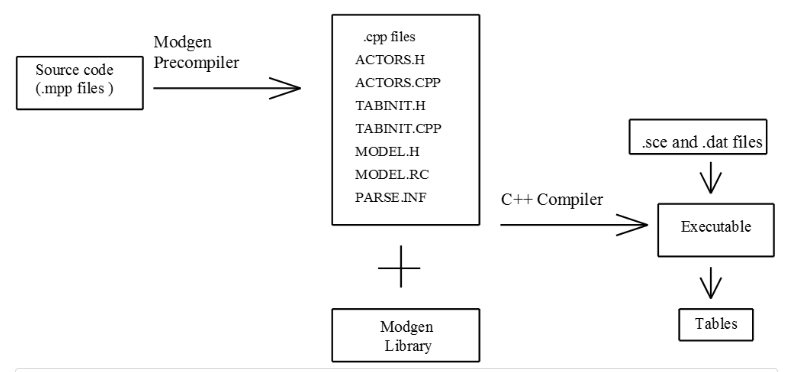 Source code
(.mpp files )
Modgen
Precompiler
.cpp files
ACTORS.H
ACTORS.CPP
TABINIT.H
TABINIT.CPP
MODEL.H
MODEL.RC
PARSE.INF
Modgen
Library
C++ Compiler
.sce and .dat files
Executable
Tables